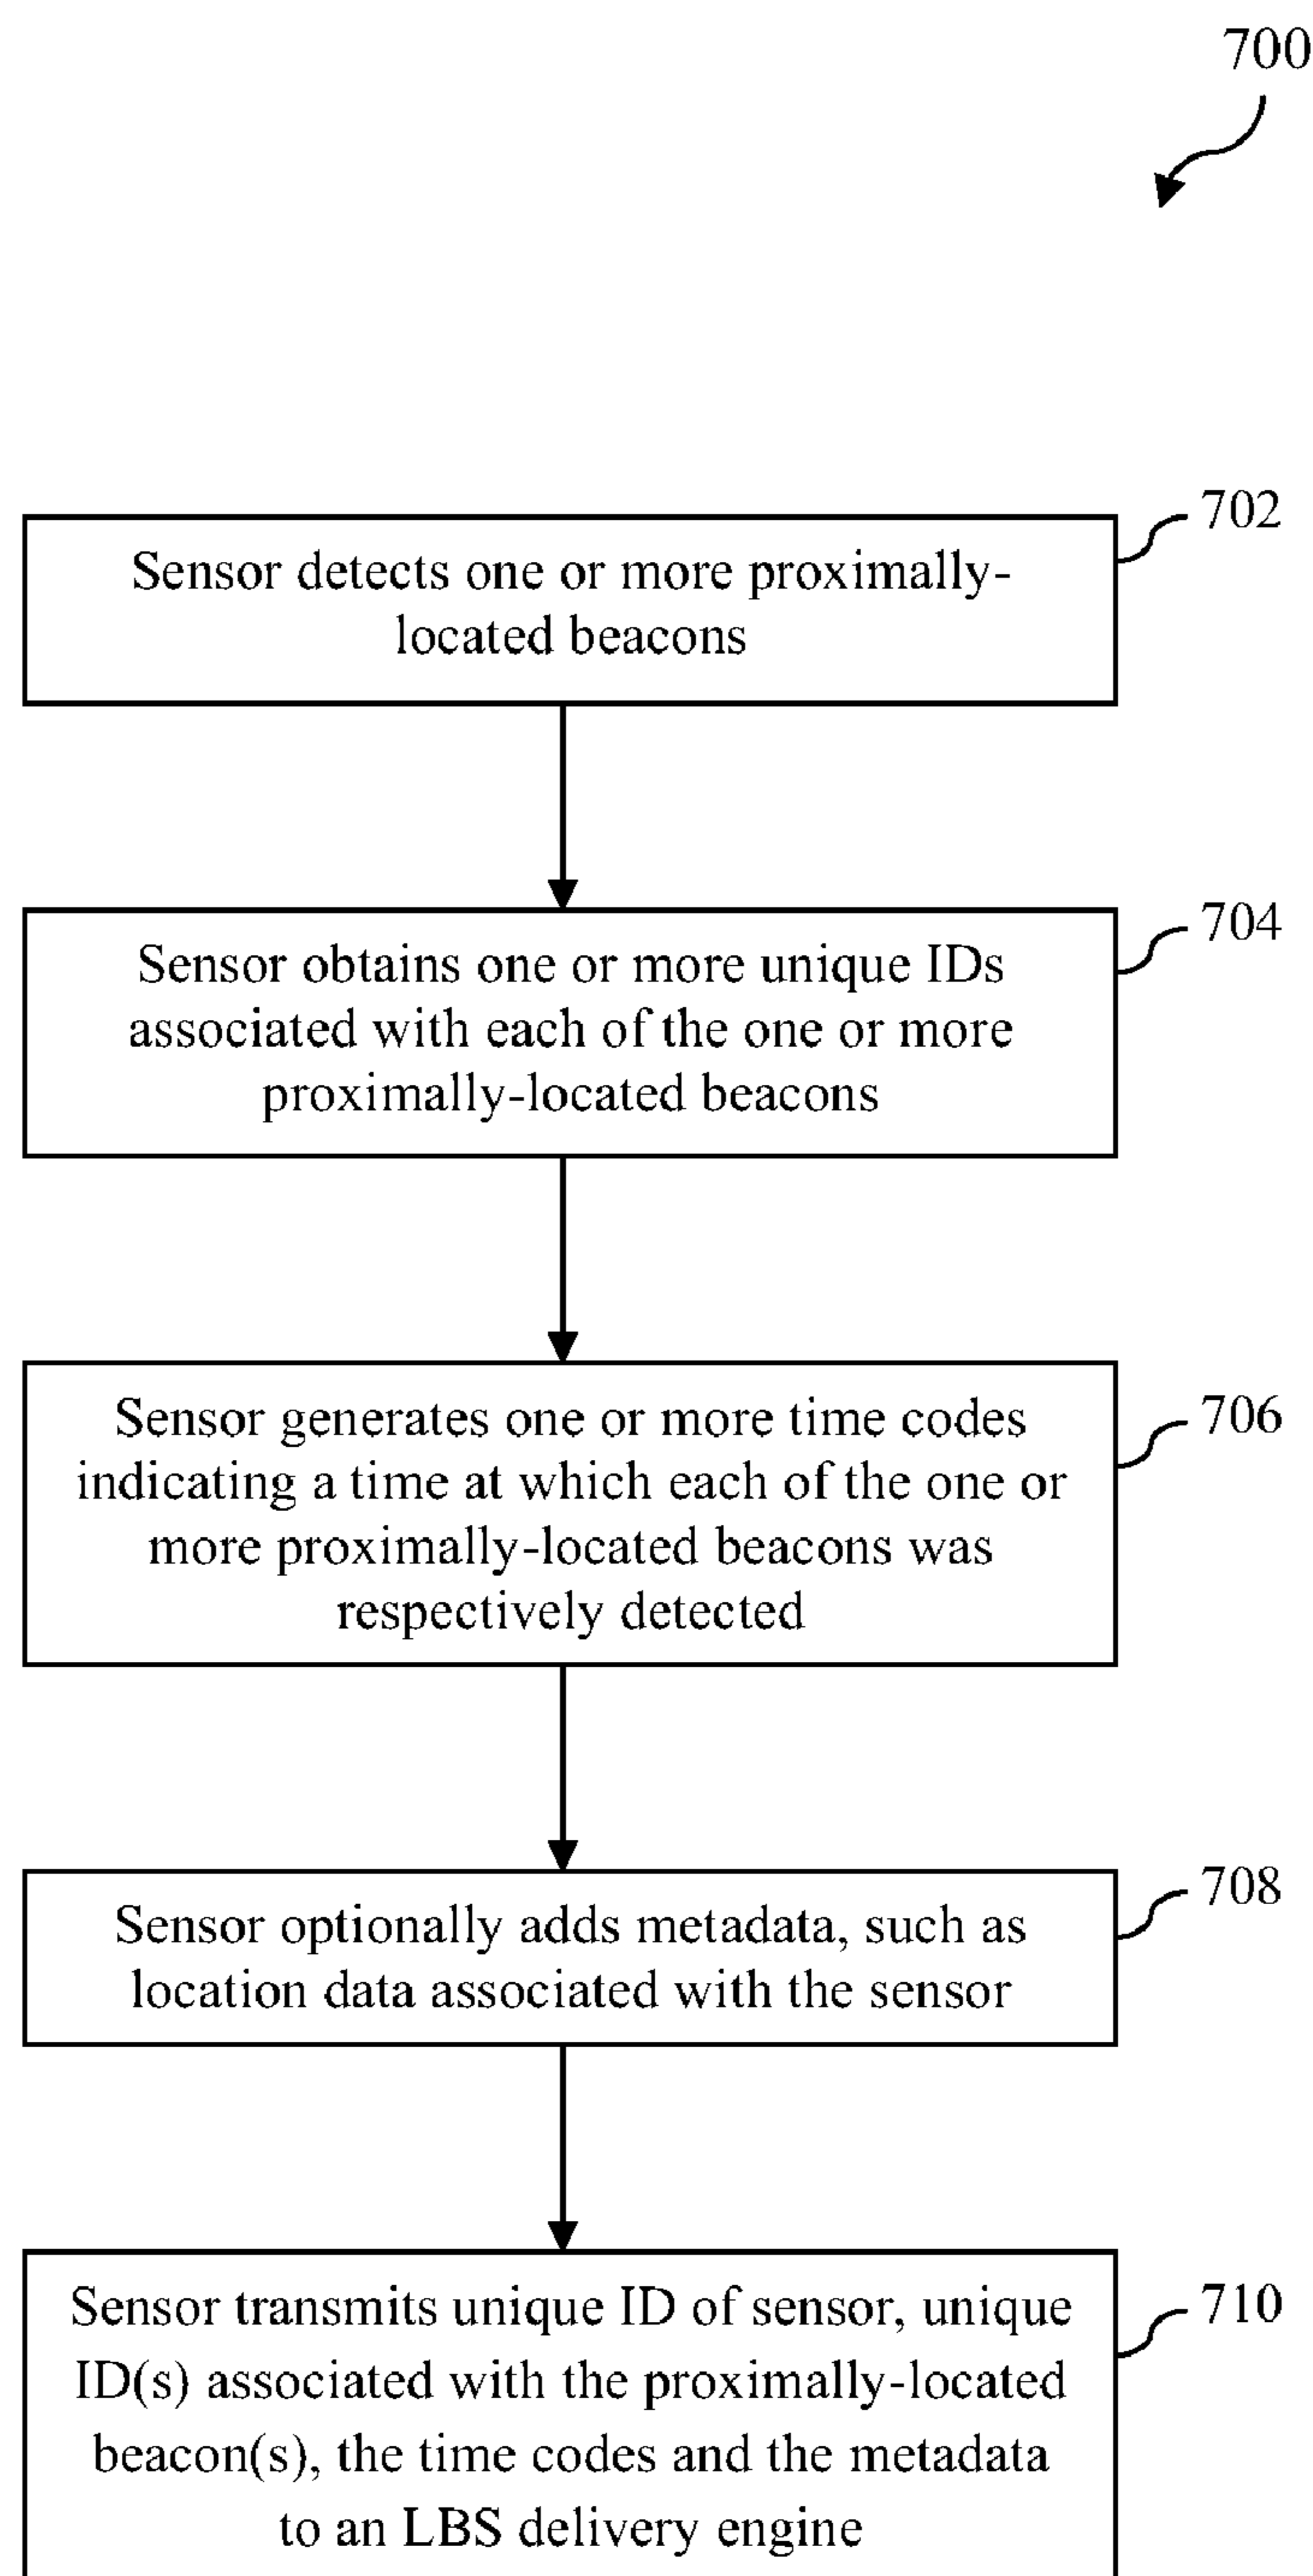 700
702
Sensor detects one or more proximally-
located beacons
704
Sensor obtains one or more unique IDs
associated with each of the one or more
proximally-located beacons
706
Sensor generates one or more time codes
indicating a time at which each of the one or
more proximally-located beacons was
respectively detected
708
Sensor optionally adds metadata, such as
location data associated with the sensor
710
Sensor transmits unique ID of sensor, unique
ID(s) associated with the proximally-located
beacon(s), the time codes and the metadata
to an LBS delivery engine